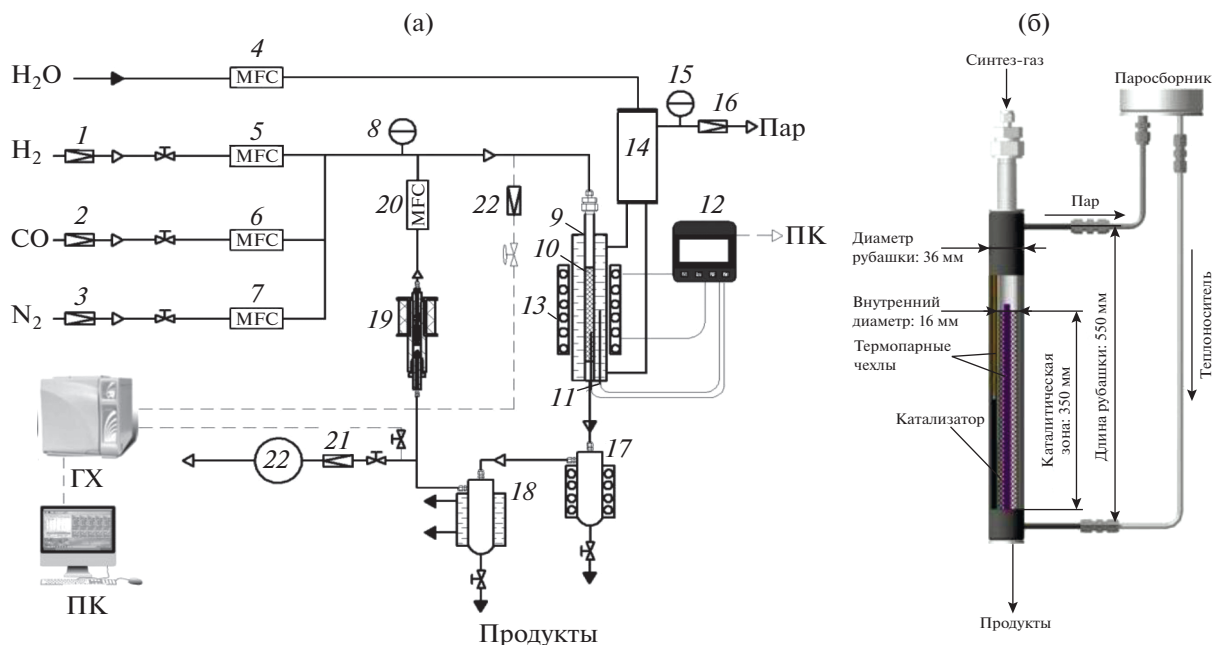 (а)
4
H2O
MFC
1
5
H2
MFC
8
2
6
CO
MFC
3
7
N2
MFC
20
MFC
22
15
16
Пар
14
12
ПК
9
10
13
11
19
ГХ
ПК
22
21
18
17
Продукты
(б)
Синтез-газ
Паросборник
Пар
Диаметр
рубашки: 36 мм
Внутренний
диаметр: 16 мм
Термопарные
чехлы
Катализатор
Каталитическая
зона: 350 мм
Длина рубашки: 550 мм
Теплоноситель
Продукты